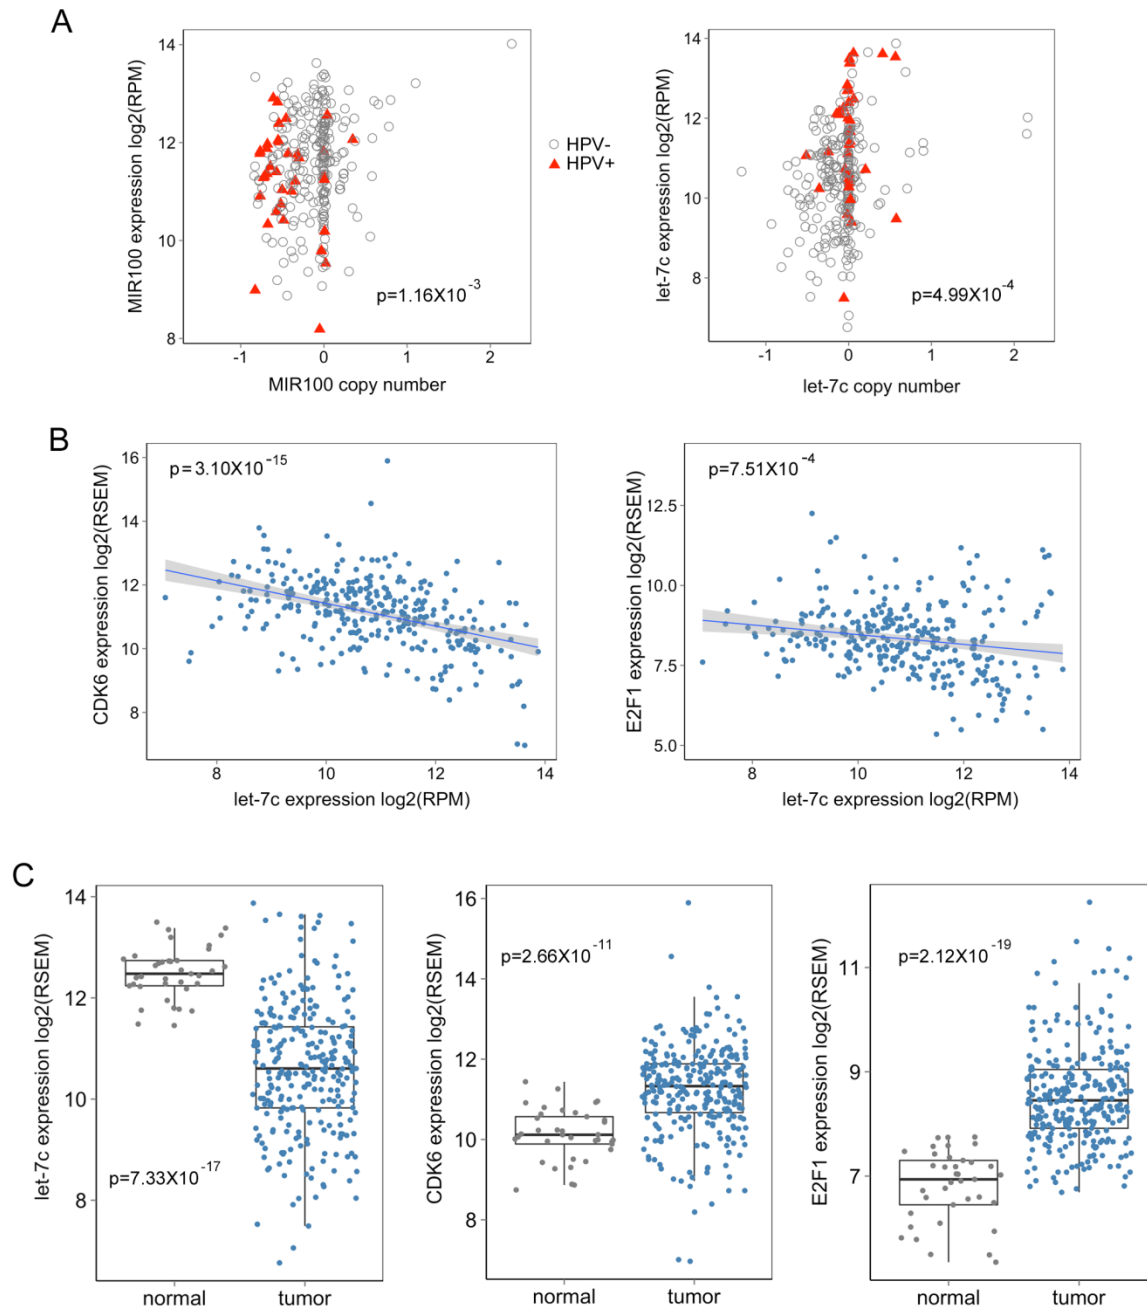 A
MIR100 expression log2(RPM)
14
12
10
8
-1
0
1
2
MIR100 copy number
p=1.16X10^-3
HPV-
HPV+
let-7c expression log2(RPM)
14
12
10
8
-1
0
1
2
let-7c copy number
p=4.99X10^-4
B
CDK6 expression log2(RSEM)
16
14
12
10
8
8
10
12
14
let-7c expression log2(RPM)
p=3.10X10^-15
E2F1 expression log2(RSEM)
12.5
10.0
7.5
5.0
8
10
12
14
let-7c expression log2(RPM)
p=7.51X10^-4
C
let-7c expression log2(RSEM)
14
12
10
8
p=7.33X10^-17
normal
tumor
CDK6 expression log2(RSEM)
16
14
12
10
8
p=2.66X10^-11
normal
tumor
E2F1 expression log2(RSEM)
11
9
7
p=2.12X10^-19
normal
tumor